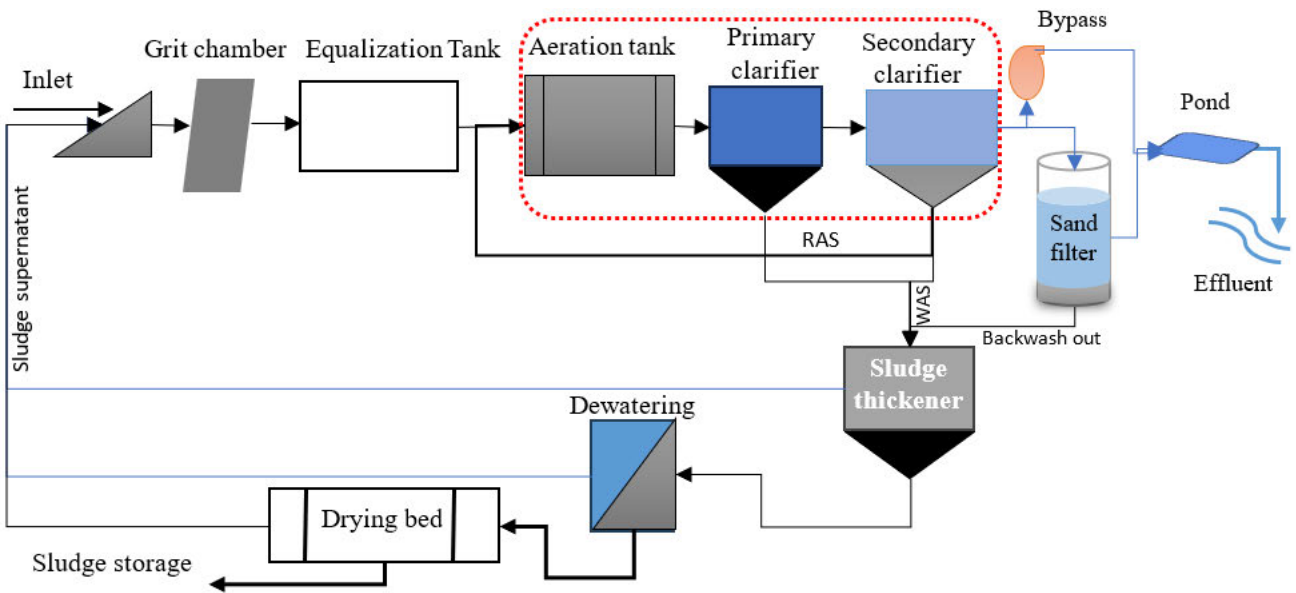 Bypass
Grit chamber
Equalization Tank
Aeration tank
Primary
clarifier
Secondary
clarifier
Inlet
Pond
Sand
filter
RAS
Effluent
Sludge supernatant
WAS
Backwash out
Sludge
thickener
Dewatering
Drying bed
Sludge storage